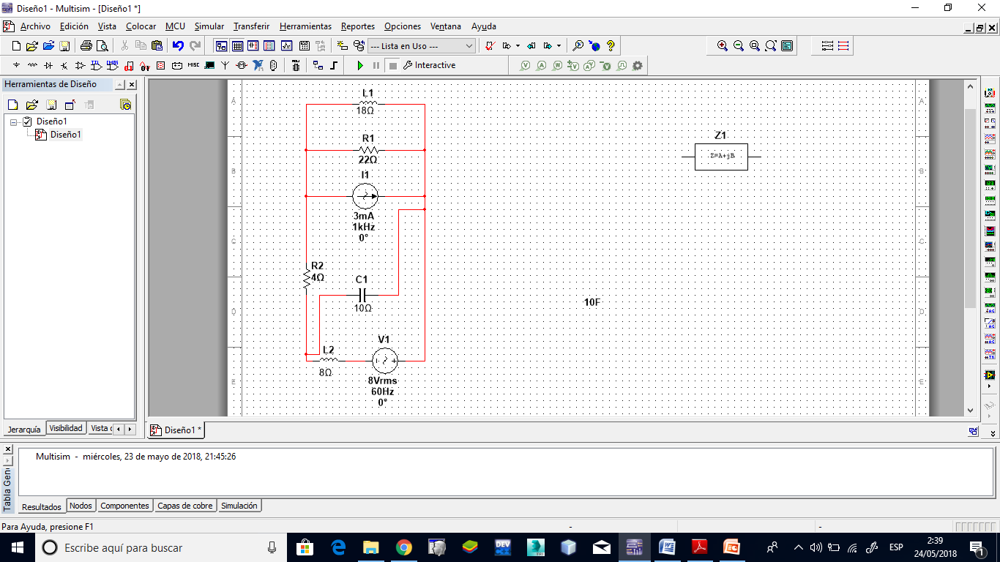 Diseño1 - Multisim - [Diseño1 *]
Archivo Edición Vista Colocar MCU Simular Transferir Herramientas Reportes Opciones Ventana Ayuda
--- Lista en Uso ---
Interactive
Herramientas de Diseño
Diseño1
Diseño1
Jerarquía Visibilidad Vista
A
B
C
D
E
L1
18Ω
R1
22Ω
I1
3mA
1kHz
0°
R2
4Ω
C1
10Ω
V1
L2
8Ω
8Vrms
60Hz
0°
Z1
Z=A+jB
10F
A
B
C
D
E
Diseño1 *
Tabla Gen
Multisim - miércoles, 23 de mayo de 2018, 21:45:26
Resultados Nodos Componentes Capas de cobre Simulación
Para Ayuda, presione F1
- -
Escribe aquí para buscar
ESP
2:39
24/05/2018
1